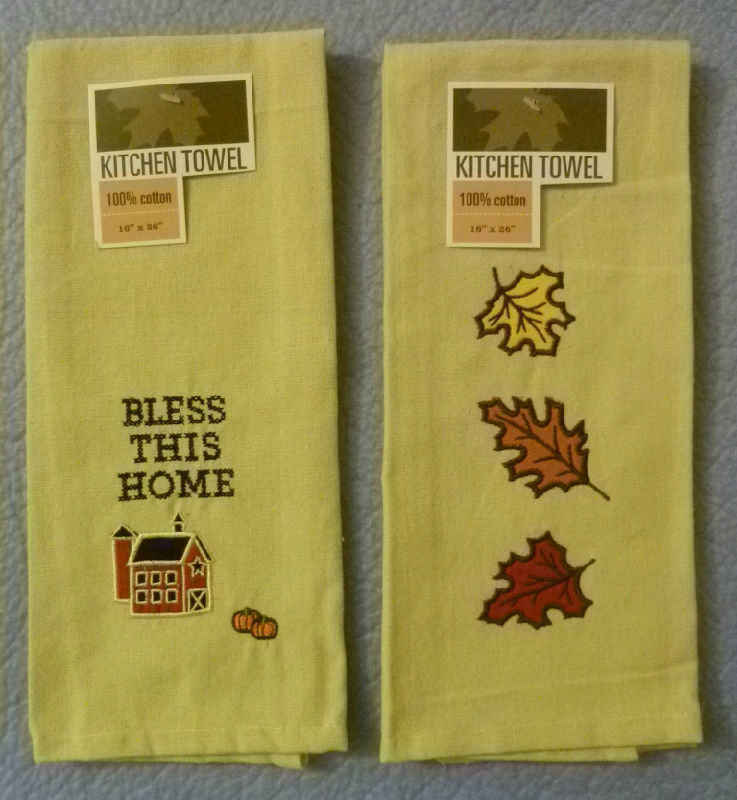 KITCHEN TOWEL
100% cotton
16" x 26"
BLESS
THIS
HOME
KITCHEN TOWEL
100% cotton
16" x 26"